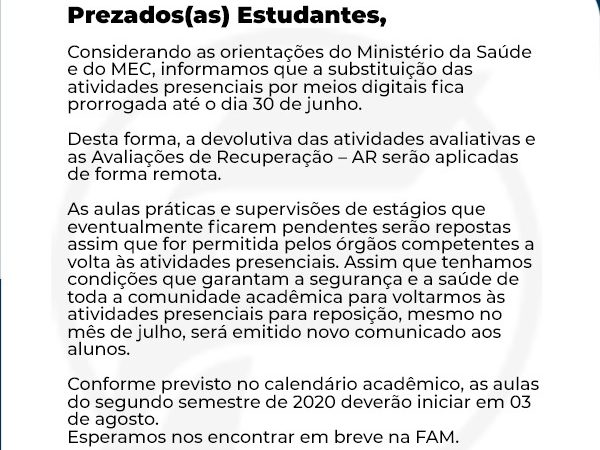 Prezados(as) Estudantes,
Considerando as orientações do Ministério da Saúde
e do MEC, informamos que a substituição das
atividades presenciais por meios digitais fica
prorrogada até o dia 30 de junho.
Desta forma, a devolutiva das atividades avaliativas e
as Avaliações de Recuperação – AR serão aplicadas
de forma remota.
As aulas práticas e supervisões de estágios que
eventualmente ficarem pendentes serão repostas
assim que for permitida pelos órgãos competentes a
volta às atividades presenciais. Assim que tenhamos
condições que garantam a segurança e a saúde de
toda a comunidade acadêmica para voltarmos às
atividades presenciais para reposição, mesmo no
mês de julho, será emitido novo comunicado aos
alunos.
Conforme previsto no calendário acadêmico, as aulas
do segundo semestre de 2020 deverão iniciar em 03
de agosto.
Esperamos nos encontrar em breve na FAM.